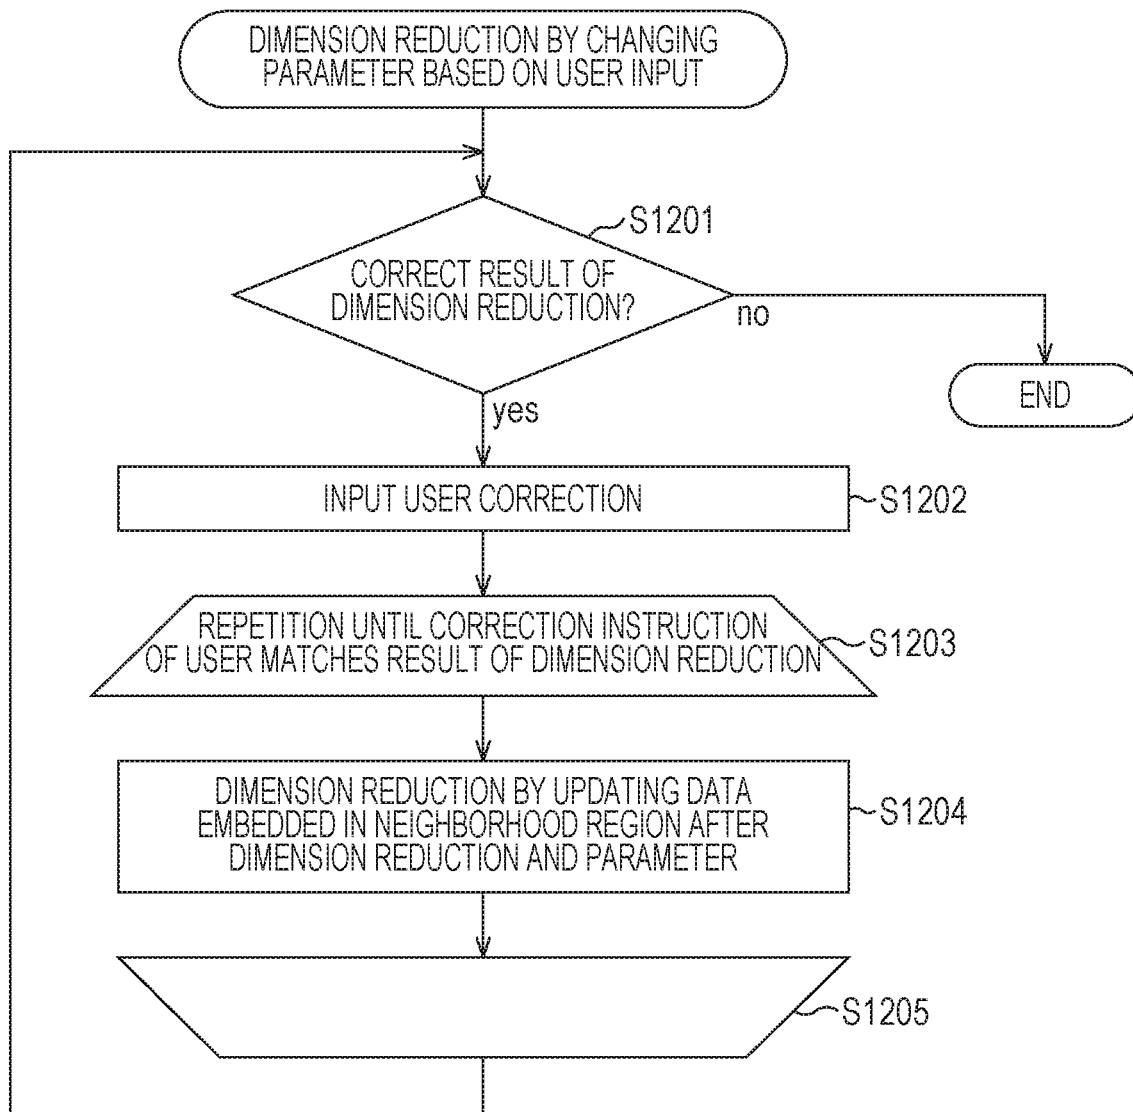 DIMENSION REDUCTION BY CHANGING
PARAMETER BASED ON USER INPUT
S1201
CORRECT RESULT OF
DIMENSION REDUCTION?
no
END
yes
INPUT USER CORRECTION
S1202
REPETITION UNTIL CORRECTION INSTRUCTION
OF USER MATCHES RESULT OF DIMENSION REDUCTION
S1203
DIMENSION REDUCTION BY UPDATING DATA
EMBEDDED IN NEIGHBORHOOD REGION AFTER
DIMENSION REDUCTION AND PARAMETER
S1204
S1205